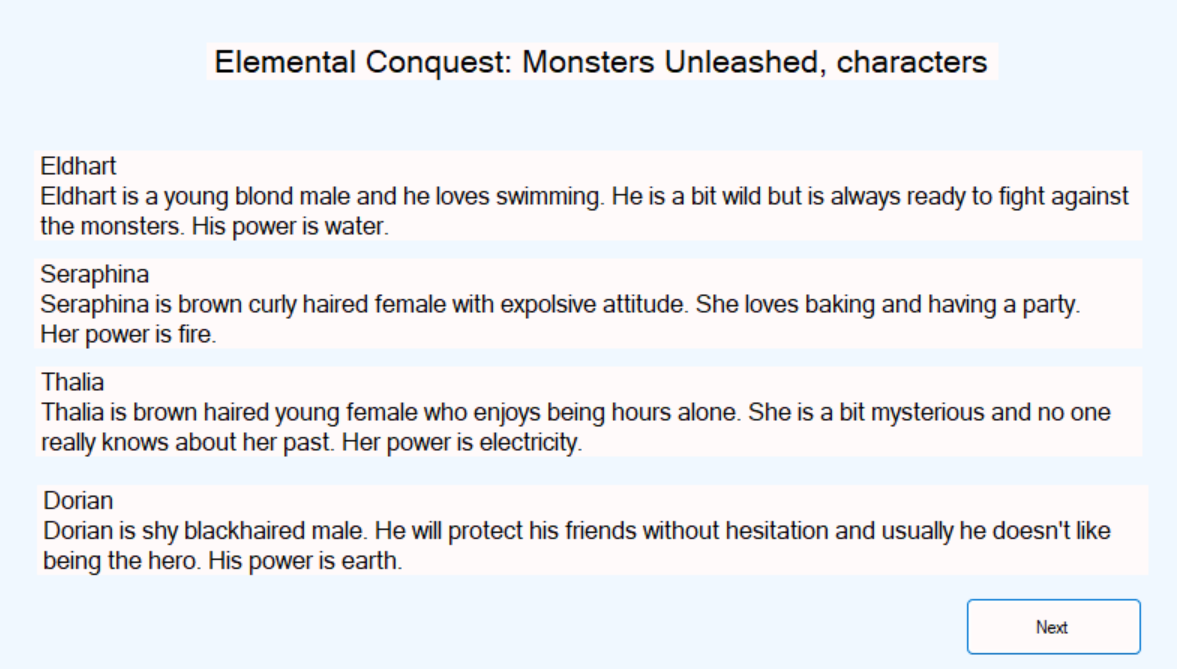 Elemental Conquest: Monsters Unleashed, characters
Eldhart
Eldhart is a young blond male and he loves swimming. He is a bit wild but is always ready to fight against
the monsters. His power is water.
Seraphina
Seraphina is brown curly haired female with expolsive attitude. She loves baking and having a party.
Her power is fire.
Thalia
Thalia is brown haired young female who enjoys being hours alone. She is a bit mysterious and no one
really knows about her past. Her power is electricity.
Dorian
Dorian is shy blackhaired male. He will protect his friends without hesitation and usually he doesn't like
being the hero. His power is earth.
Next